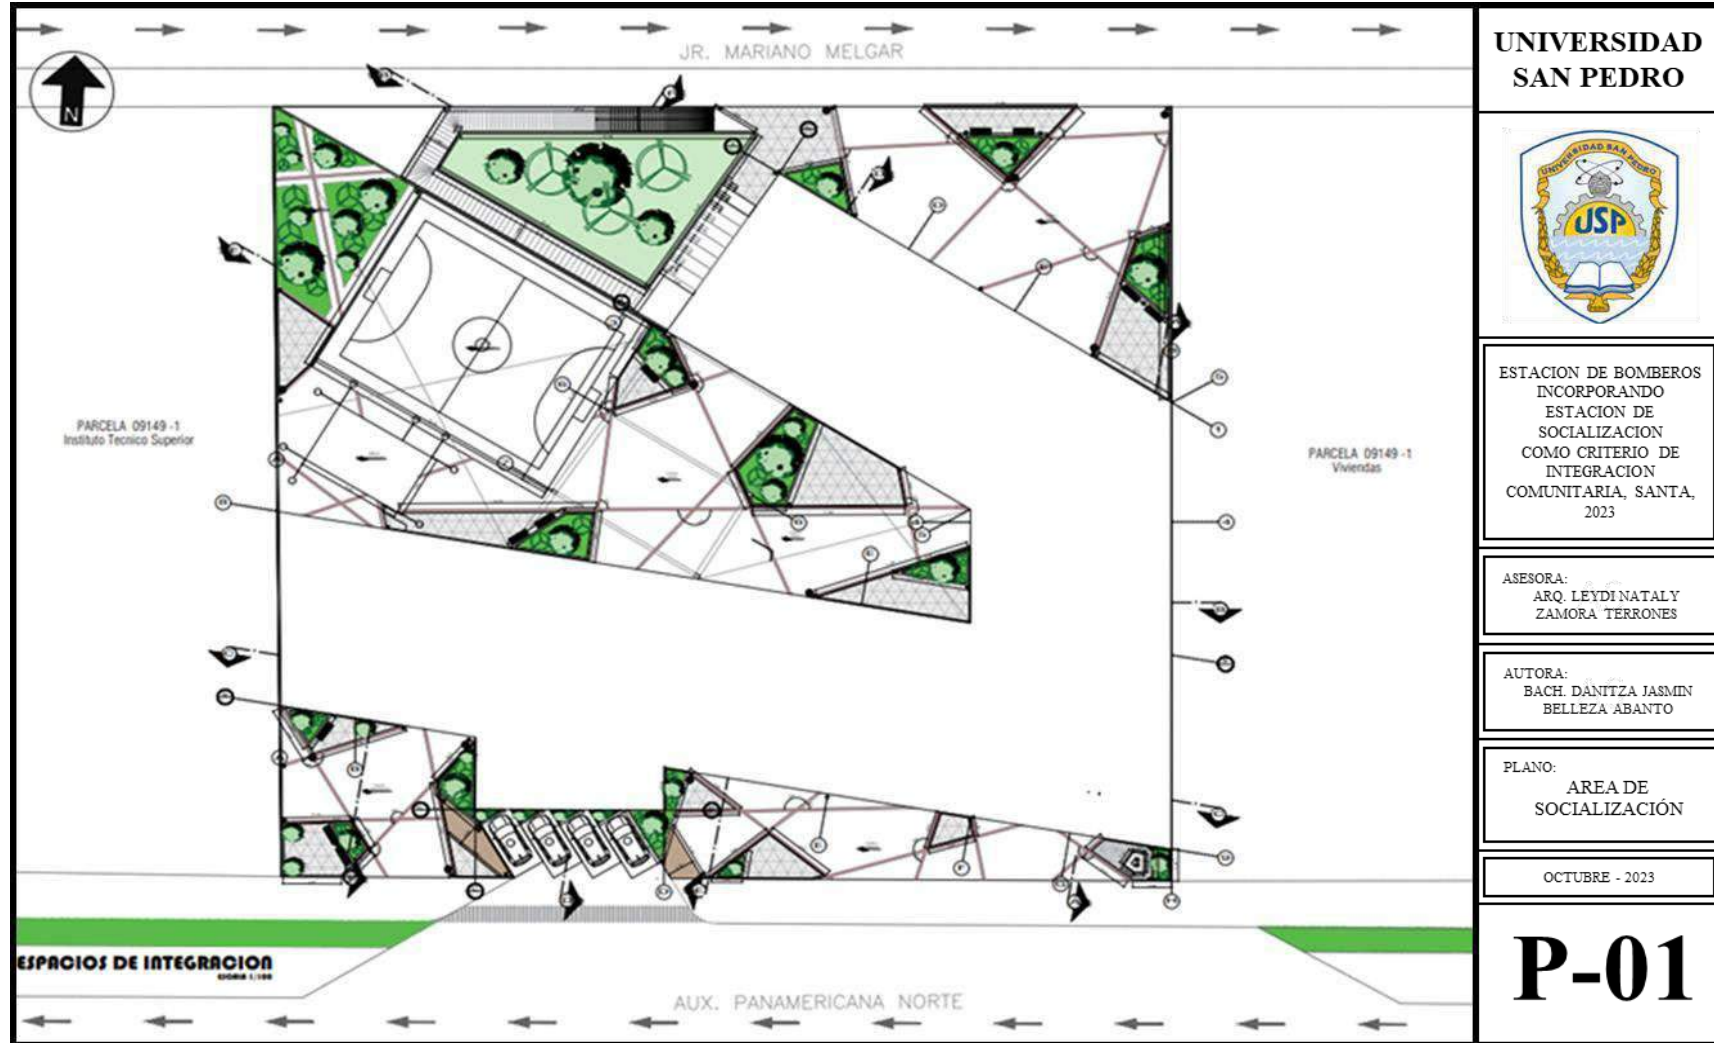 JR. MARIANO MELGAR
N
PARCELA 09149 -1
Instituto Tecnico Superior
PARCELA 09149 -1
Viviendas
ESPACIOS DE INTEGRACION
ESCALA 1/100
AUX. PANAMERICANA NORTE
UNIVERSIDAD
SAN PEDRO
UNIVERSIDAD SAN PEDRO
USP
ESTACION DE BOMBEROS
INCORPORANDO
ESTACION DE
SOCIALIZACION
COMO CRITERIO DE
INTEGRACION
COMUNITARIA, SANTA,
2023
ASESORA:
ARQ. LEYDI NATALY
ZAMORA TERRONES
AUTORA:
BACH. DANITZA JASMIN
BELLEZA ABANTO
PLANO:
AREA DE
SOCIALIZACIÓN
OCTUBRE - 2023
P-01